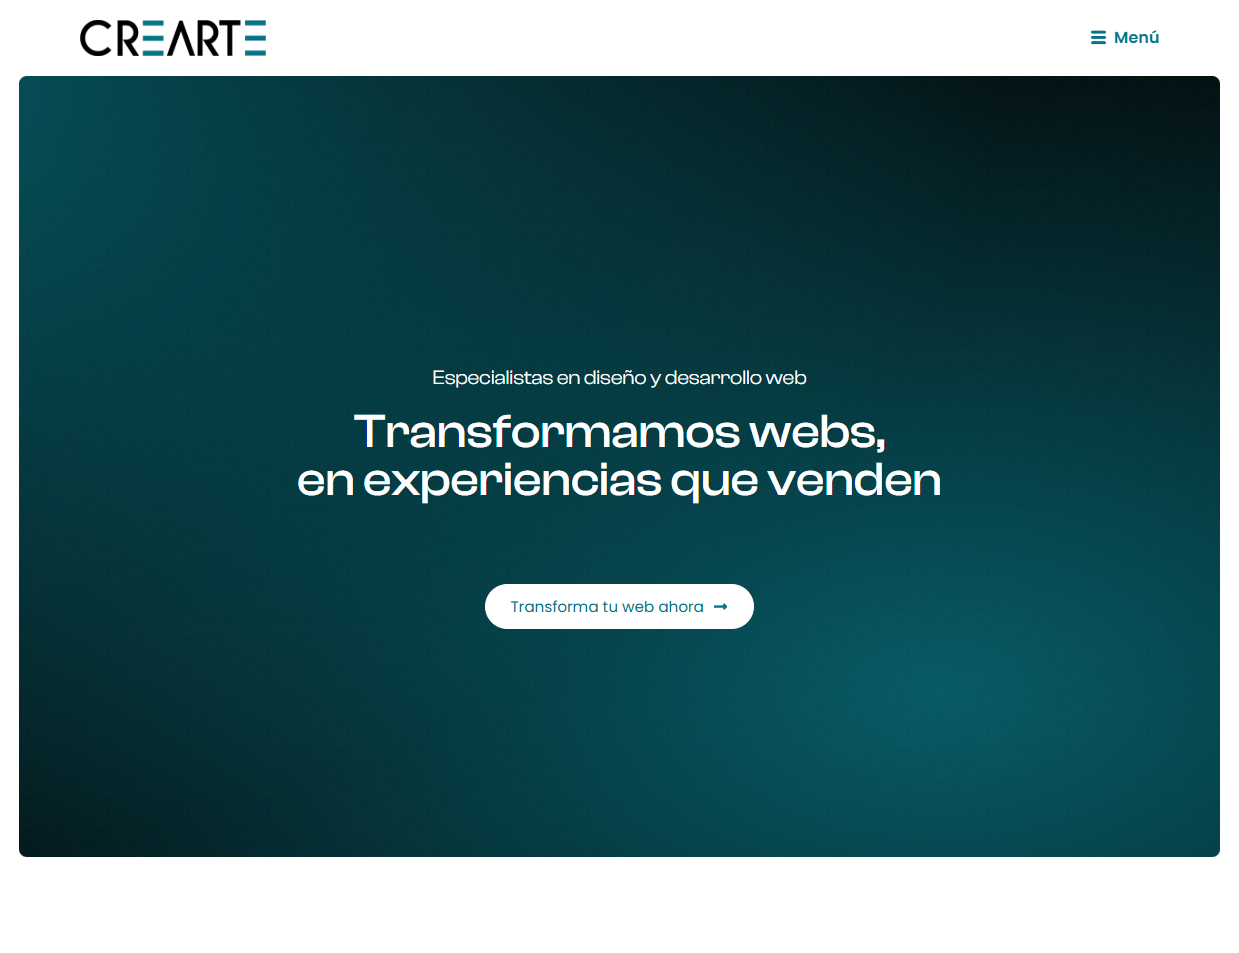 CREARTE
Menú
Especialistas en diseño y desarrollo web
Transformamos webs,
en experiencias que venden
Transforma tu web ahora